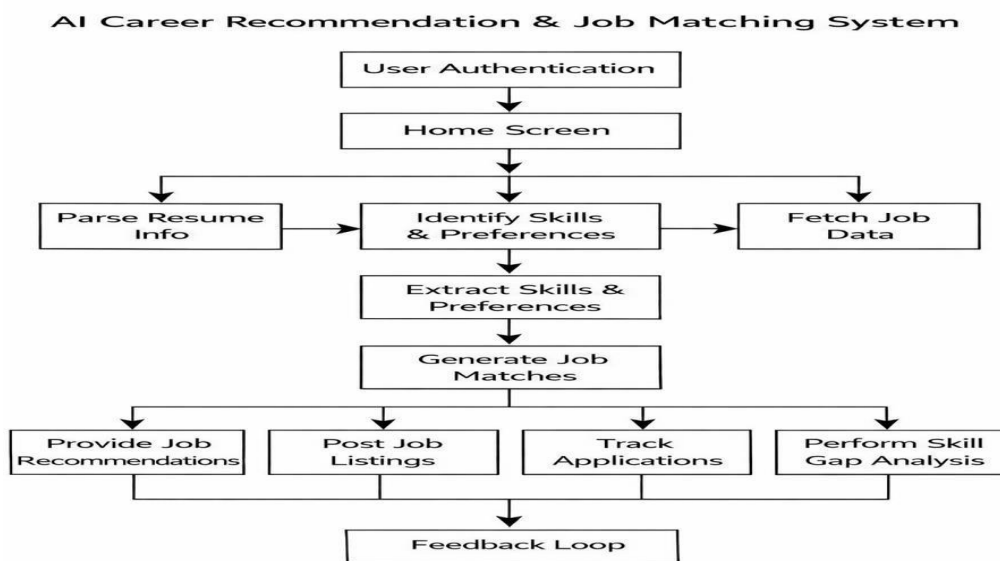 AI Career Recommendation & Job Matching System
User Authentication
Home Screen
Parse Resume
Info
Identify Skills
& Preferences
Fetch Job
Data
Extract Skills &
Preferences
Generate Job
Matches
Provide Job
Recommendations
Post Job
Listings
Track
Applications
Perform Skill
Gap Analysis
Feedback Loop